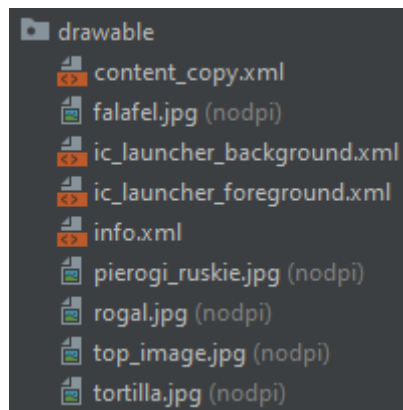 drawable
content_copy.xml
falafel.jpg (nodpi)
ic_launcher_background.xml
ic_launcher_foreground.xml
info.xml
pierogi_ruskie.jpg (nodpi)
rogal.jpg (nodpi)
top_image.jpg (nodpi)
tortilla.jpg (nodpi)